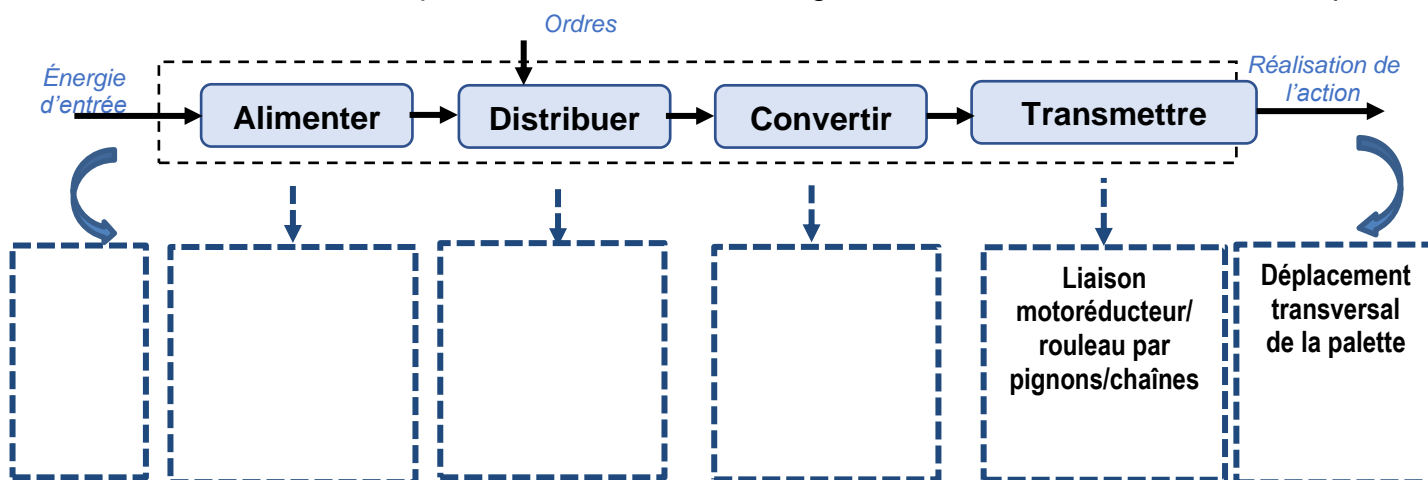 Ordres
Énergie
d'entrée
Alimenter
Distribuer
Convertir
Transmettre
Réalisation de
l'action
Liaison
motoréducteur/
rouleau par
pignons/chaînes
Déplacement
transversal
de la palette